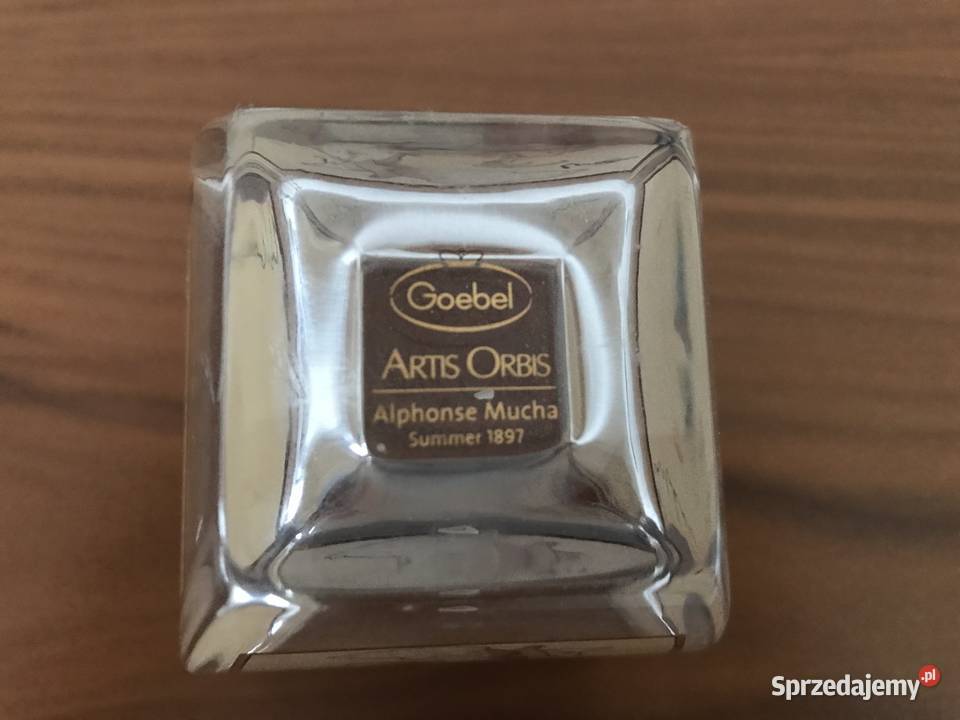 Goebel
ARTIS ORBIS
Alphonse Mucha
Summer 1897
Sprzedajemy.pl